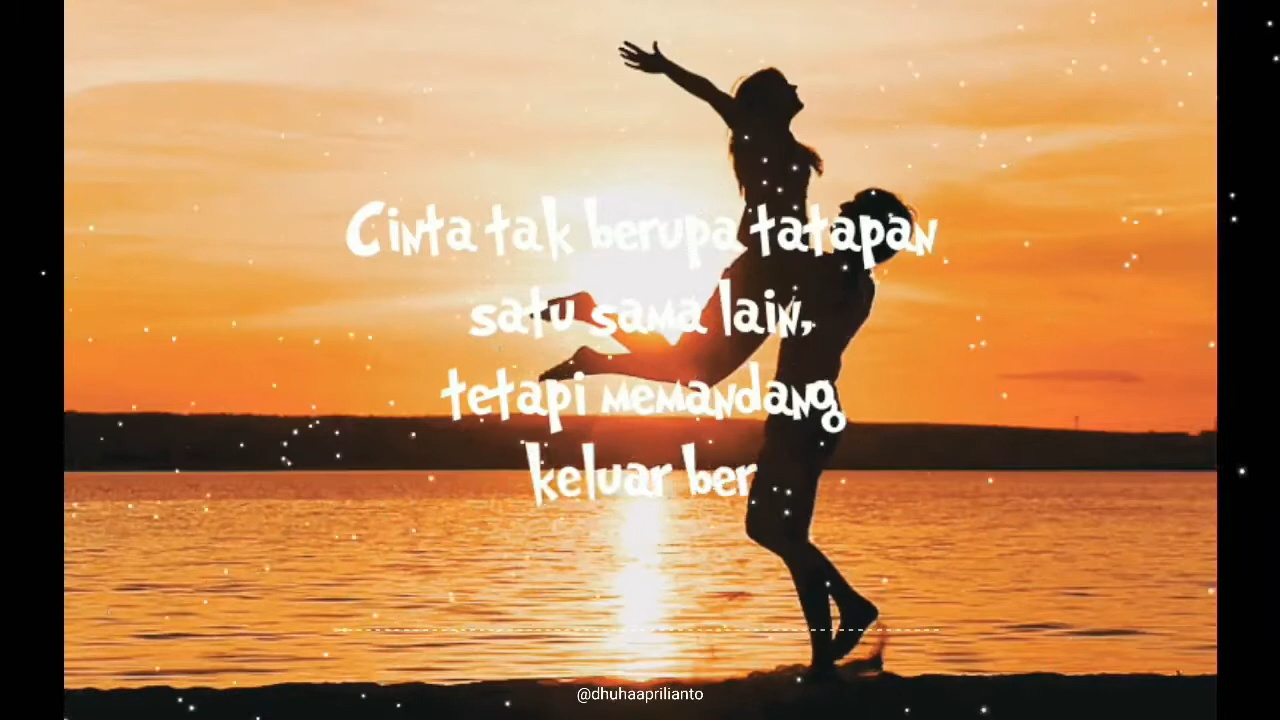 Cinta tak berupa tatapan
satu sama lain,
tetapi memandang
keluar ber
@dhuhaaprilianto